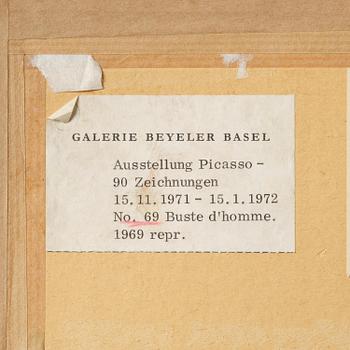 GALERIE BEYELER BASEL
Ausstellung Picasso -
90 Zeichnungen
15.11.1971 - 15.1.1972
No. 69 Buste d'homme.
1969 repr.